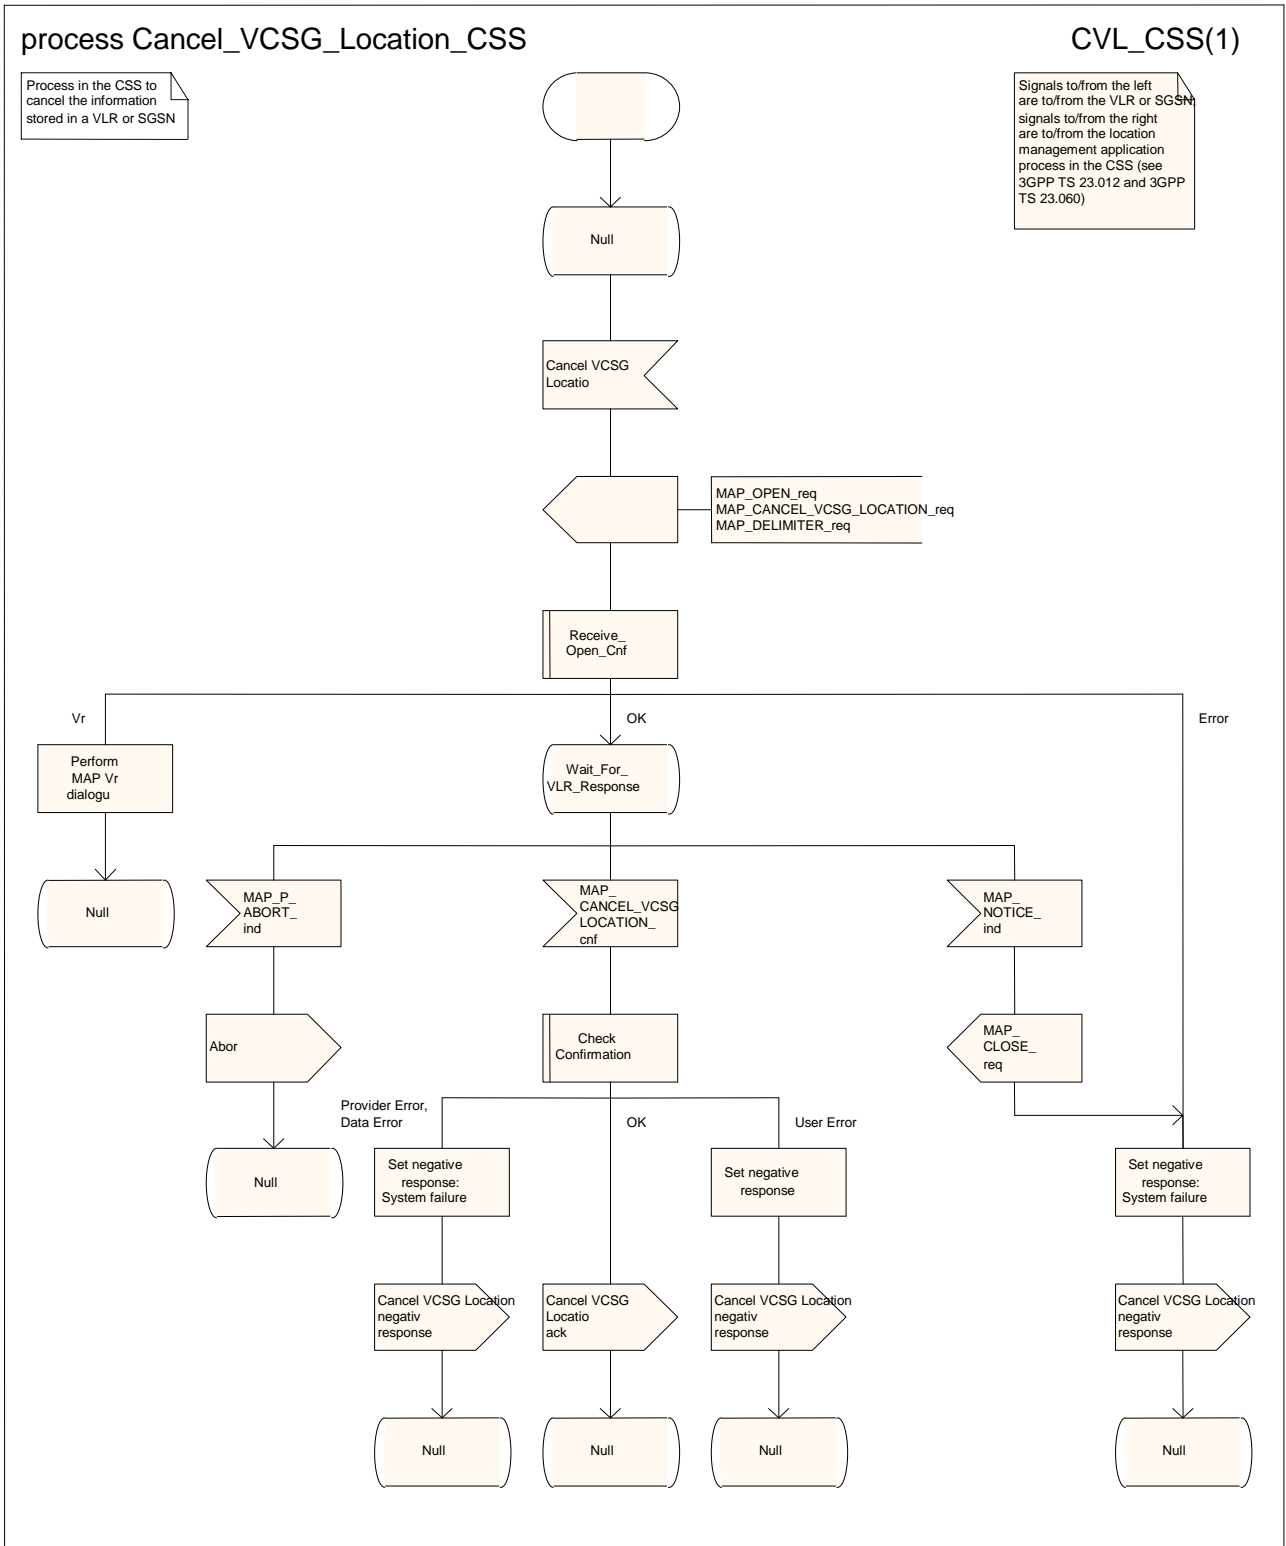 process Cancel_VCSG_Location_CSS
CVL_CSS(1)
Process in the CSS to
cancel the information
stored in a VLR or SGSN
Signals to/from the left
are to/from the VLR or SGSN
signals to/from the right
are to/from the location
management application
process in the CSS (see
3GPP TS 23.012 and 3GPP
TS 23.060)
Null
Cancel VCSG
Locatio
MAP_OPEN_req
MAP_CANCEL_VCSG_LOCATION_req
MAP_DELIMITER_req
Receive_
Open_Cnf
Vr
OK
Error
Perform
MAP Vr
dialogu
Wait_For_
VLR_Response
Null
MAP_P_
ABORT_
ind
MAP_
CANCEL_VCSG
LOCATION_
cnf
MAP_
NOTICE_
ind
Abor
Check
Confirmation
MAP_
CLOSE_
req
Provider Error,
Data Error
OK
User Error
Null
Set negative
response:
System failure
Set negative
response
Set negative
response:
System failure
Cancel VCSG Location
negativ
response
Cancel VCSG
Locatio
ack
Cancel VCSG Location
negativ
response
Cancel VCSG Location
negativ
response
Null
Null
Null
Null